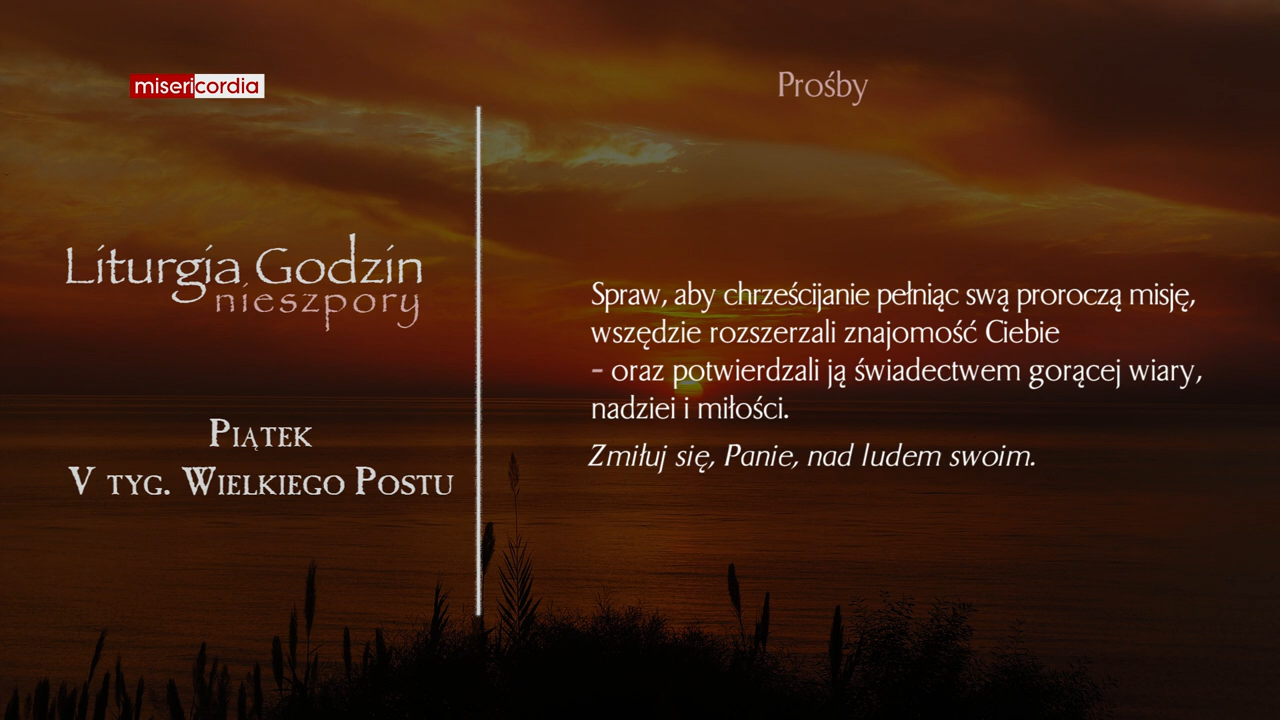 misericordia
Prośby
Liturgia Godzin
nieszpory
Piątek
V tyg. Wielkiego Postu
Spraw, aby chrześcijanie pełniąc swą proroczą misję,
wszędzie rozszerzali znajomość Ciebie
- oraz potwierdzali ją świadectwem gorącej wiary,
nadziei i miłości.
Zmiłuj się, Panie, nad ludem swoim.